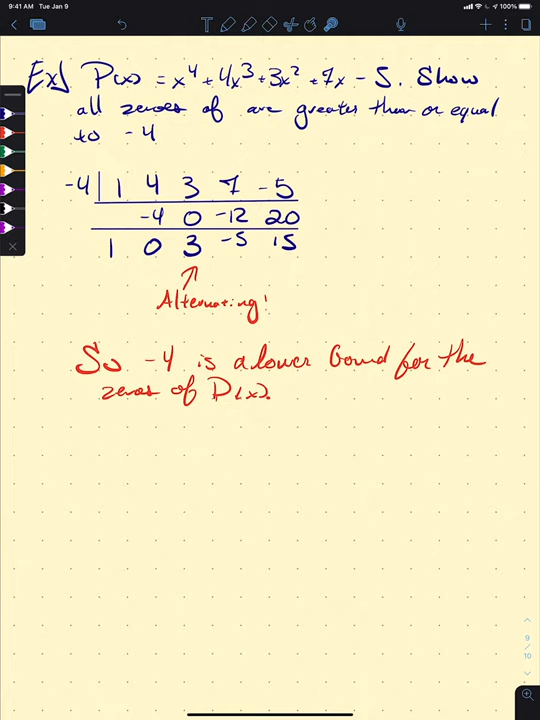 9:41 AM Tue Jan 9
100%
Ex) P(x) = x⁴ + 4x³ + 3x² + 7x - 5. Show
all zeroes of are greater than or equal
to -4
-4 | 1 4 3 7 -5
-4 0 -12 20
1 0 3 -5 15
Alternating!
So -4 is a lower bound for the
zeroes of P(x).
9
/
10